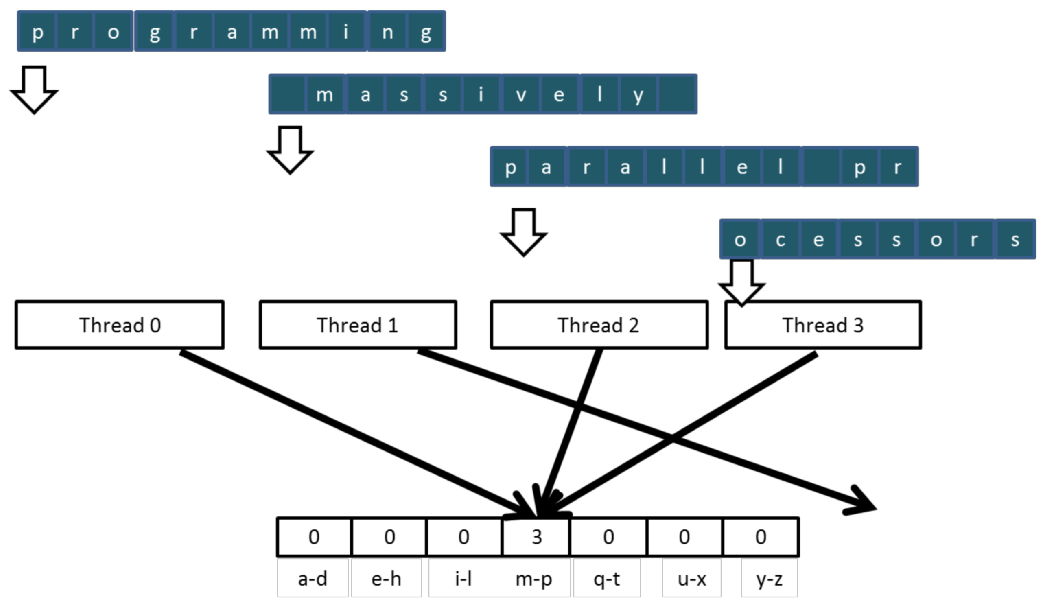 p r o g r a m m i n g
m a s s i v e l y
p a r a l l e l p r
o c e s s o r s
Thread 0 Thread 1 Thread 2 Thread 3
0 0 0 3 0 0 0
a-d e-h i-l m-p q-t u-x y-z